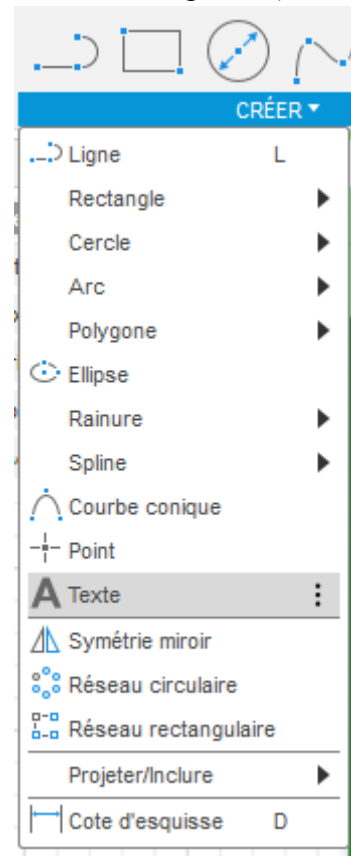 CRÉER
Ligne L
Rectangle
Cercle
Arc
Polygone
Ellipse
Rainure
Spline
Courbe conique
Point
A Texte
Symétrie miroir
Réseau circulaire
Réseau rectangulaire
Projeter/Inclure
Cote d'esquisse D